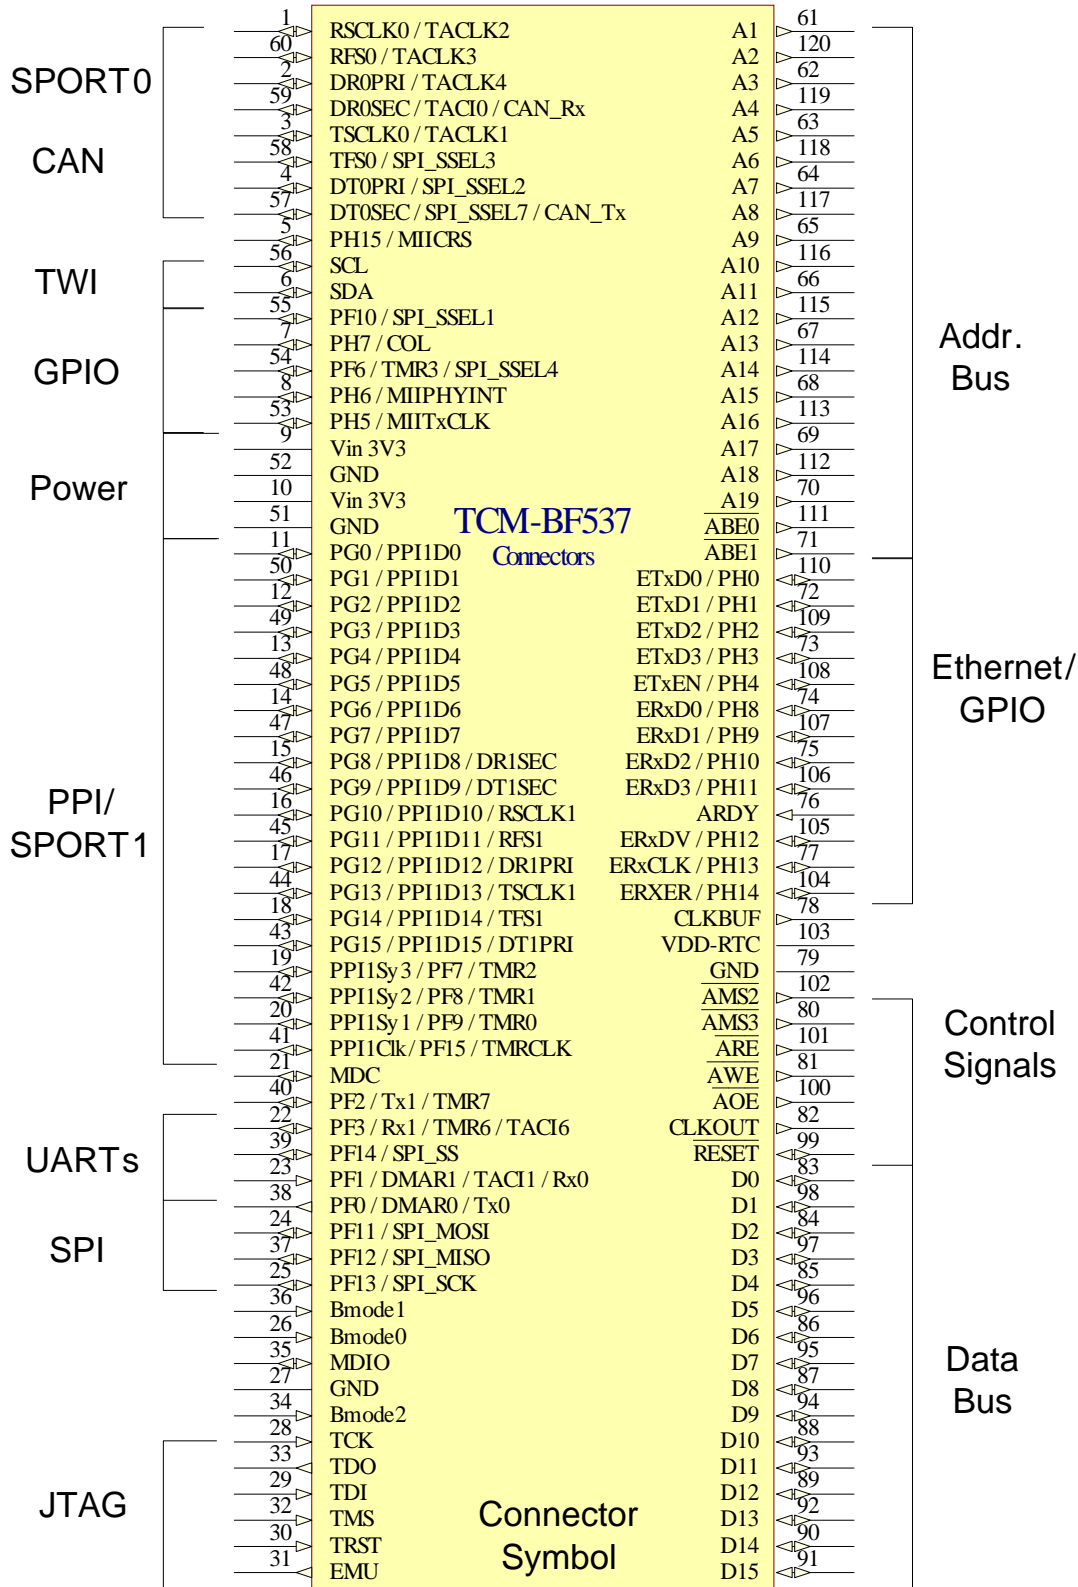 1 RSCLK0 / TACLK2 A1 61
60 RFS0 / TACLK3 A2 120
2 DR0PRI / TACLK4 A3 62
SPORT0
59 DR0SEC / TACI0 / CAN_Rx A4 119
3 TSCLK0 / TACLK1 A5 63
CAN
58 TFS0 / SPI_SSEL3 A6 118
4 DT0PRI / SPI_SSEL2 A7 64
57 DT0SEC / SPI_SSEL7 / CAN_Tx A8 117
5 PH15 / MIICRS A9 65
56 SCL A10 116
TWI
6 SDA A11 66
55 PF10 / SPI_SSEL1 A12 115
7 PH7 / COL A13 67
Addr.
Bus
GPIO
54 PF6 / TMR3 / SPI_SSEL4 A14 114
8 PH6 / MIIPHYINT A15 68
53 PH5 / MIITxCLK A16 113
9 Vin 3V3 A17 69
Power
52 GND A18 112
10 Vin 3V3 A19 70
TCM-BF537
Connectors
51 GND ABE0 111
11 PG0 / PPI1D0 ABE1 71
50 PG1 / PPI1D1 ETxD0 / PH0 110
12 PG2 / PPI1D2 ETxD1 / PH1 72
49 PG3 / PPI1D3 ETxD2 / PH2 109
13 PG4 / PPI1D4 ETxD3 / PH3 73
Ethernet/
GPIO
48 PG5 / PPI1D5 ETxEN / PH4 108
14 PG6 / PPI1D6 ERxD0 / PH8 74
47 PG7 / PPI1D7 ERxD1 / PH9 107
15 PG8 / PPI1D8 / DR1SEC ERxD2 / PH10 75
46 PG9 / PPI1D9 / DT1SEC ERxD3 / PH11 106
PPI/
SPORT1
16 PG10 / PPI1D10 / RSCLK1 ARDY 76
45 PG11 / PPI1D11 / RFS1 ERxDV / PH12 105
17 PG12 / PPI1D12 / DR1PRI ERxCLK / PH13 77
44 PG13 / PPI1D13 / TSCLK1 ERXER / PH14 104
18 PG14 / PPI1D14 / TFS1 CLKBUF 78
43 PG15 / PPI1D15 / DT1PRI VDD-RTC 103
19 PPI1Sy3 / PF7 / TMR2 GND 79
42 PPI1Sy2 / PF8 / TMR1 AMS2 102
20 PPI1Sy1 / PF9 / TMR0 AMS3 80
Control
Signals
41 PPI1Clk / PF15 / TMRCLK ARE 101
21 MDC AWE 81
40 PF2 / Tx1 / TMR7 AOE 100
22 PF3 / Rx1 / TMR6 / TACI6 CLKOUT 82
UARTs
39 PF14 / SPI_SS RESET 99
23 PF1 / DMAR1 / TACI1 / Rx0 D0 83
38 PF0 / DMAR0 / Tx0 D1 98
24 PF11 / SPI_MOSI D2 84
SPI
37 PF12 / SPI_MISO D3 97
25 PF13 / SPI_SCK D4 85
36 Bmode1 D5 96
26 Bmode0 D6 86
35 MDIO D7 95
Data
Bus
27 GND D8 87
34 Bmode2 D9 94
28 TCK D10 88
33 TDO D11 93
29 TDI D12 89
JTAG
32 TMS D13 92
Connector
Symbol
30 TRST D14 90
31 EMU D15 91